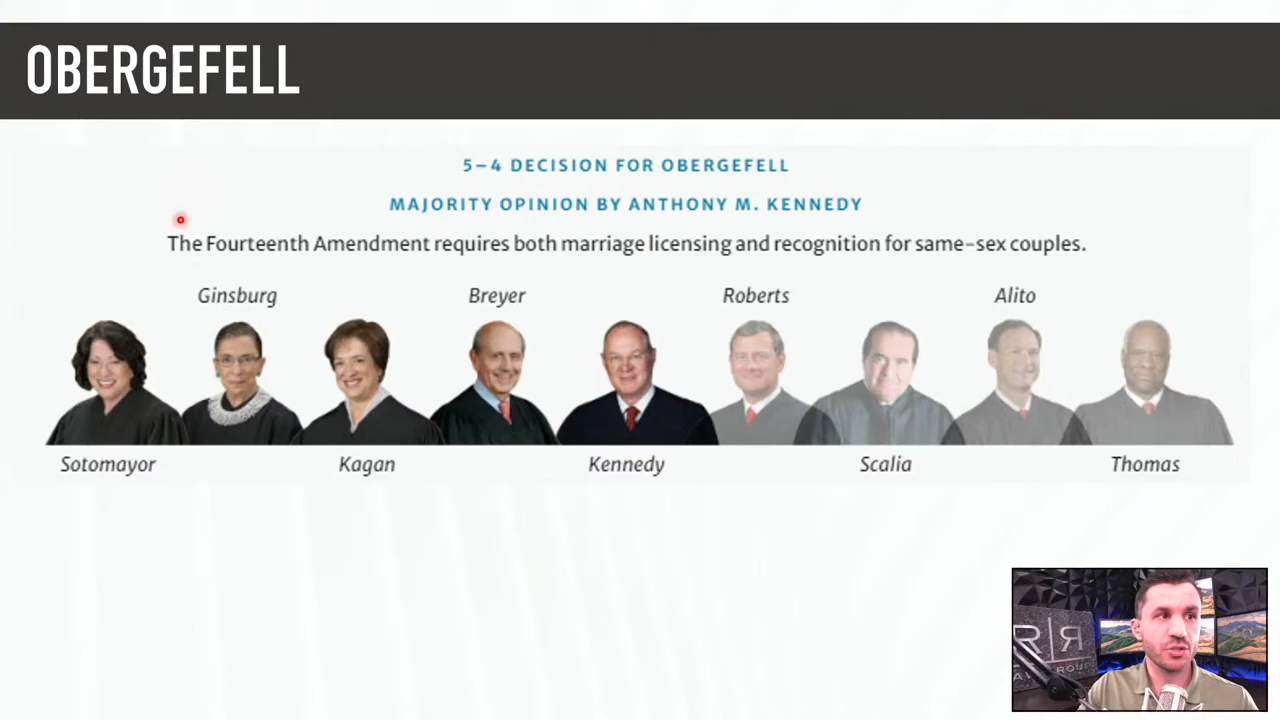 OBERGEFELL
5–4 DECISION FOR OBERGEFELL
MAJORITY OPINION BY ANTHONY M. KENNEDY
The Fourteenth Amendment requires both marriage licensing and recognition for same-sex couples.
Ginsburg Breyer Roberts Alito
Sotomayor Kagan Kennedy Scalia Thomas
R|R